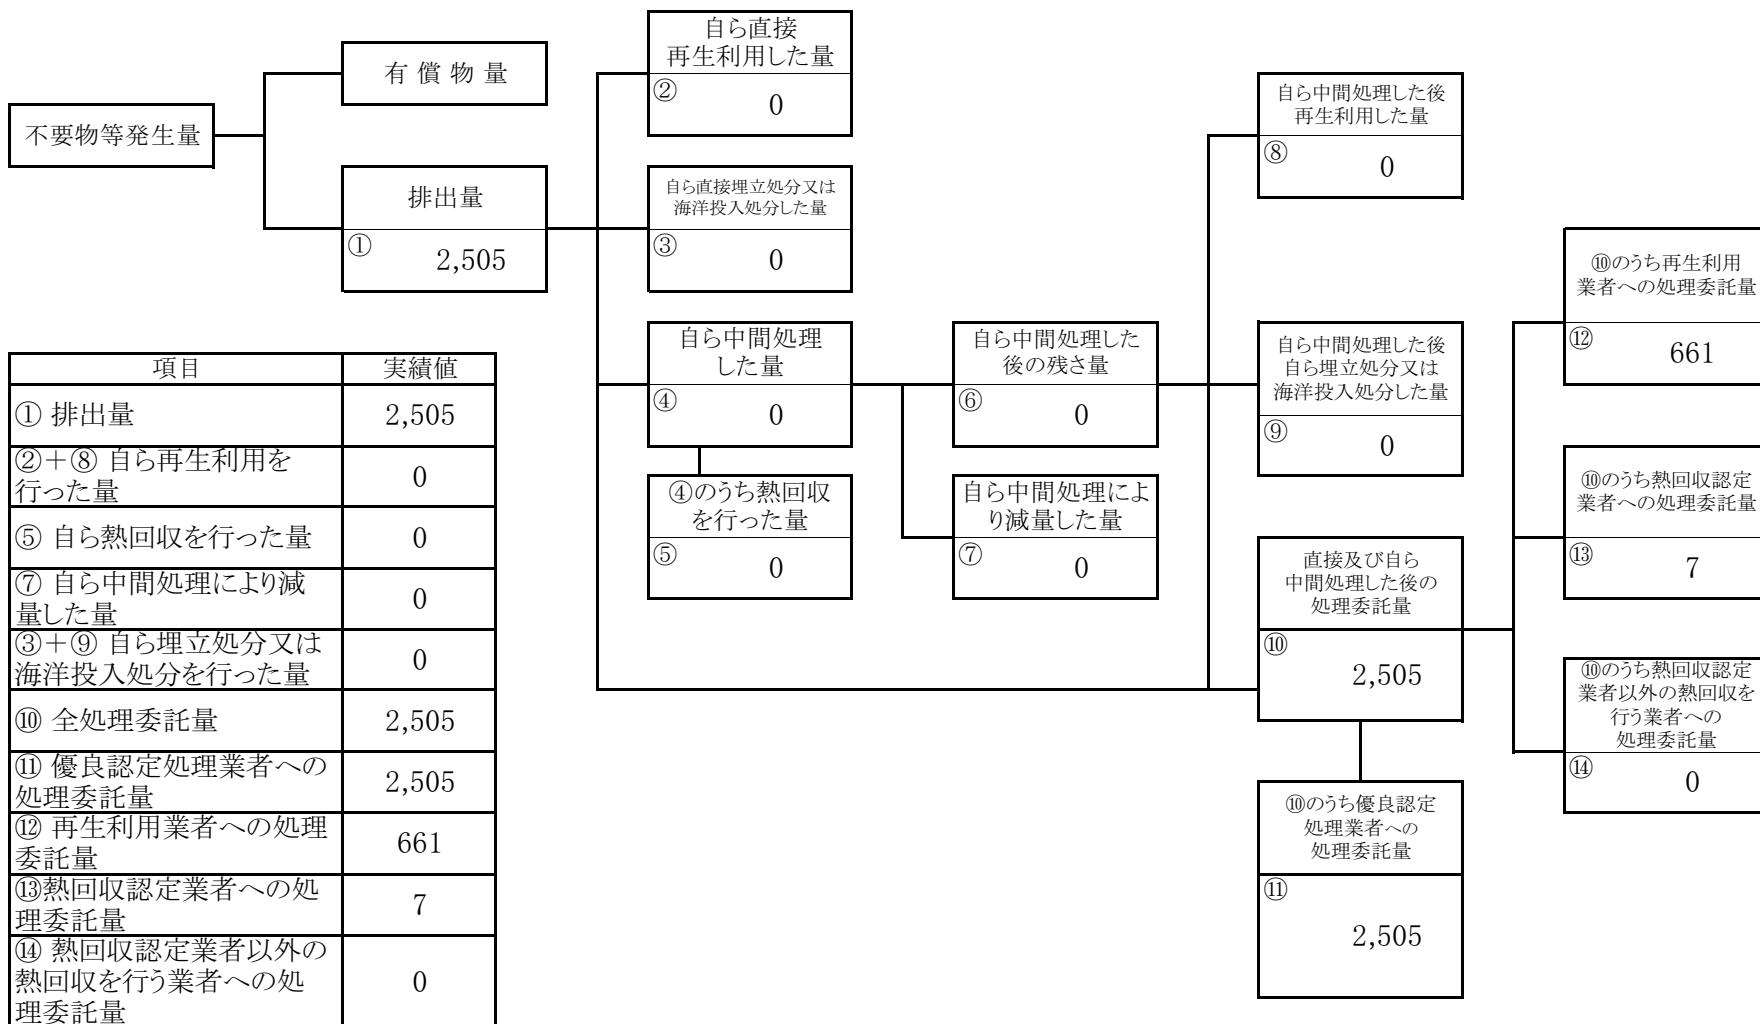 不要物等発生量
有 償 物 量
排出量
①
2,505
自ら直接
再生利用した量
②
0
自ら直接埋立処分又は
海洋投入処分した量
③
0
自ら中間処理
した量
④
0
④のうち熱回収
を行った量
⑤
0
自ら中間処理した
後の残さ量
⑥
0
自ら中間処理によ
り減量した量
⑦
0
自ら中間処理した後
再生利用した量
⑧
0
自ら中間処理した後
自ら埋立処分又は
海洋投入処分した量
⑨
0
直接及び自ら
中間処理した後の
処理委託量
⑩
2,505
⑩のうち優良認定
処理業者への
処理委託量
⑪
2,505
⑩のうち再生利用
業者への処理委託量
⑫
661
⑩のうち熱回収認定
業者への処理委託量
⑬
7
⑩のうち熱回収認定
業者以外の熱回収を
行う業者への
処理委託量
⑭
0
項目 実績値
① 排出量 2,505
②＋⑧ 自ら再生利用を
行った量 0
⑤ 自ら熱回収を行った量 0
⑦ 自ら中間処理により減
量した量 0
③＋⑨ 自ら埋立処分又は
海洋投入処分を行った量 0
⑩ 全処理委託量 2,505
⑪ 優良認定処理業者への
処理委託量 2,505
⑫ 再生利用業者への処理
委託量 661
⑬熱回収認定業者への処
理委託量 7
⑭ 熱回収認定業者以外の
熱回収を行う業者への処
理委託量 0